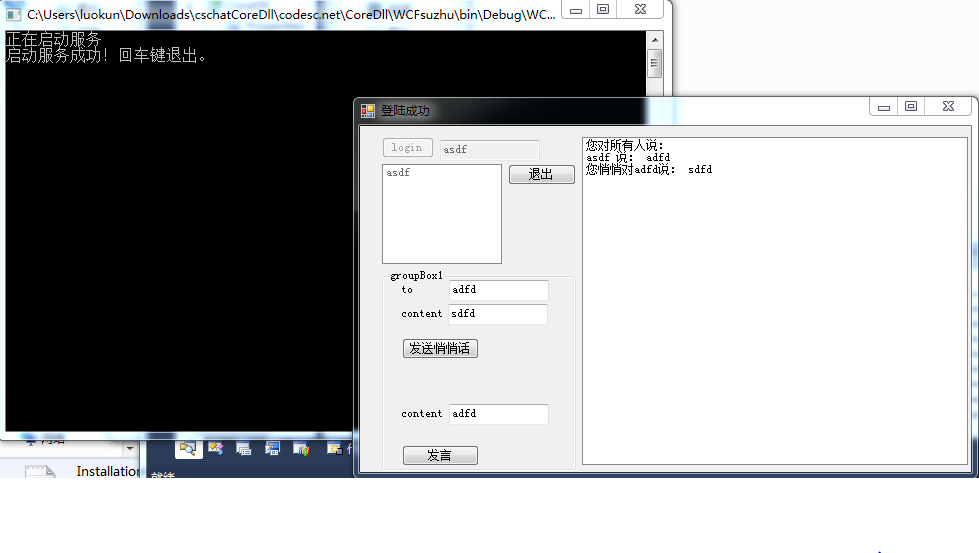 C:\Users\luokun\Downloads\cschatCoreDll\codesc.net\CoreDll\WCFsuzhu\bin\Debug\WC...
正在启动服务
启动服务成功！回车键退出。
登陆成功
login
asdf
asdf
退出
groupBox1
to
adfd
content
sdfd
发送悄悄话
content
adfd
发言
您对所有人说：
asdf 说： adfd
您悄悄对adfd说： sdfd
Installation
就绪